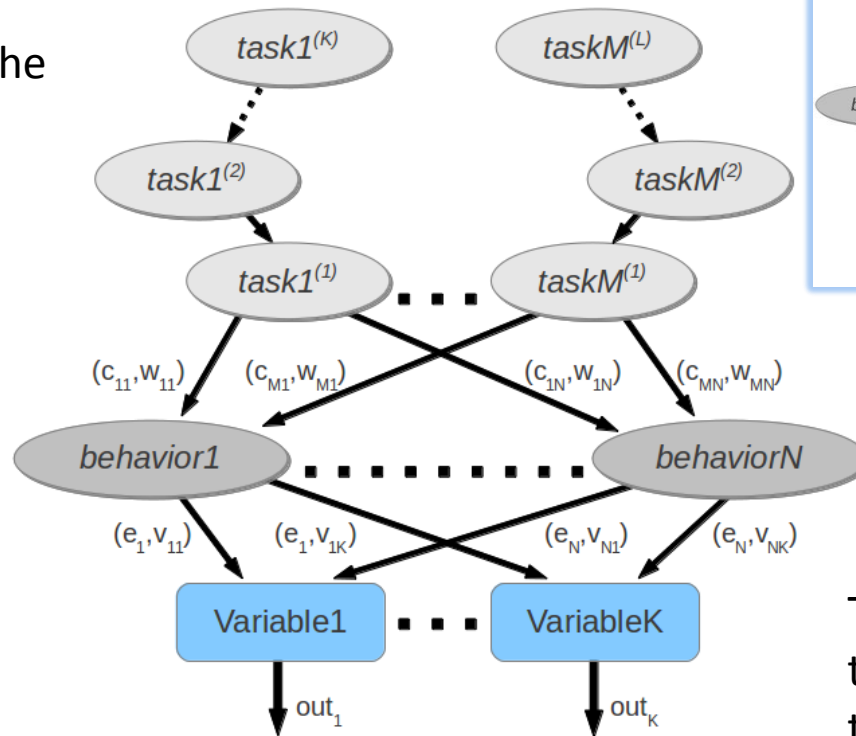 he
task1(K) taskM(L)
b
task1(2) taskM(2)
task1(1) taskM(1)
(c11,w11) (cM1,wM1) (c1N,w1N) (cMN,wMN)
behavior1 behaviorN
(e1,v11) (e1,v1K) (eN,vN1) (eN,vNK)
Variable1 VariableK
T
t
out1 outK
t